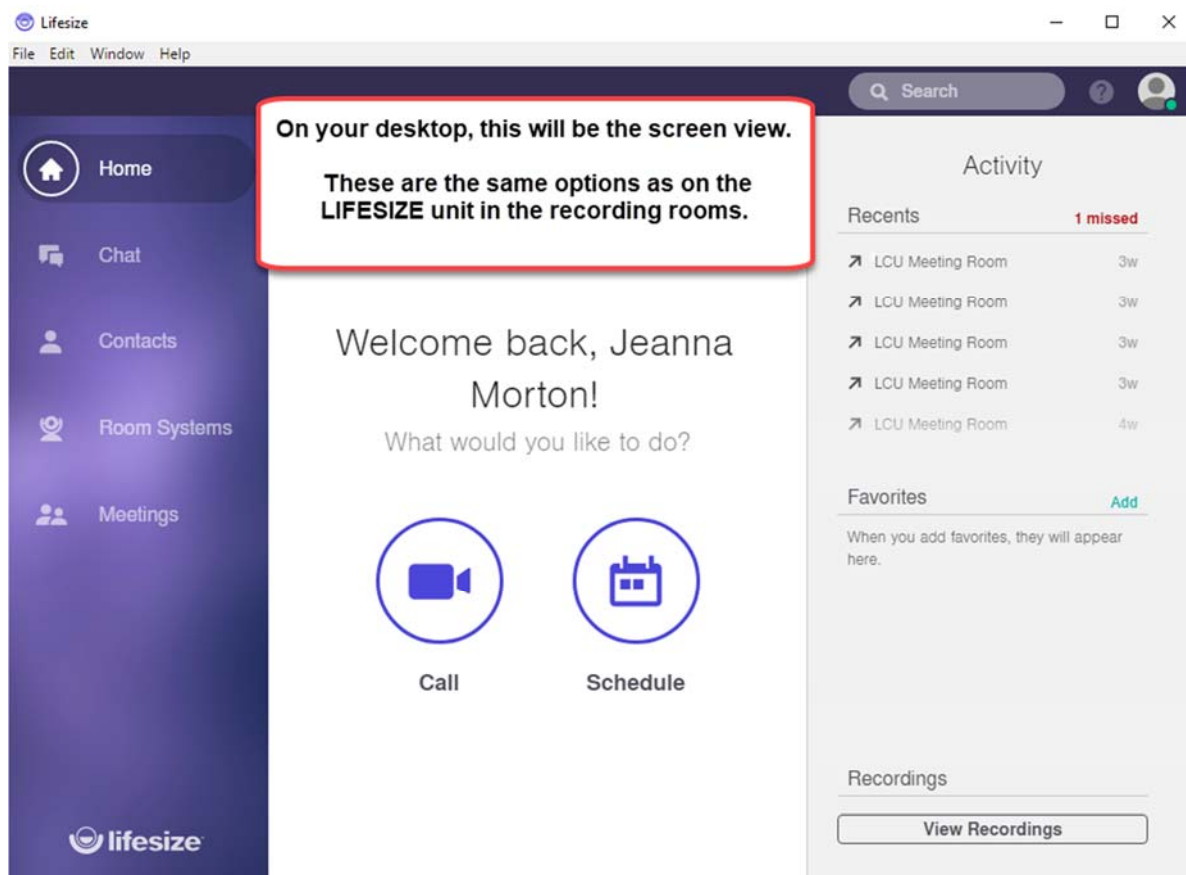 Lifesize
File Edit Window Help
Search
?
On your desktop, this will be the screen view.
These are the same options as on the
LIFESIZE unit in the recording rooms.
Home
Chat
Contacts
Room Systems
Meetings
lifesize
Welcome back, Jeanna
Morton!
What would you like to do?
Call
Schedule
Activity
Recents 1 missed
LCU Meeting Room 3w
LCU Meeting Room 3w
LCU Meeting Room 3w
LCU Meeting Room 3w
LCU Meeting Room 4w
Favorites Add
When you add favorites, they will appear
here.
Recordings
View Recordings